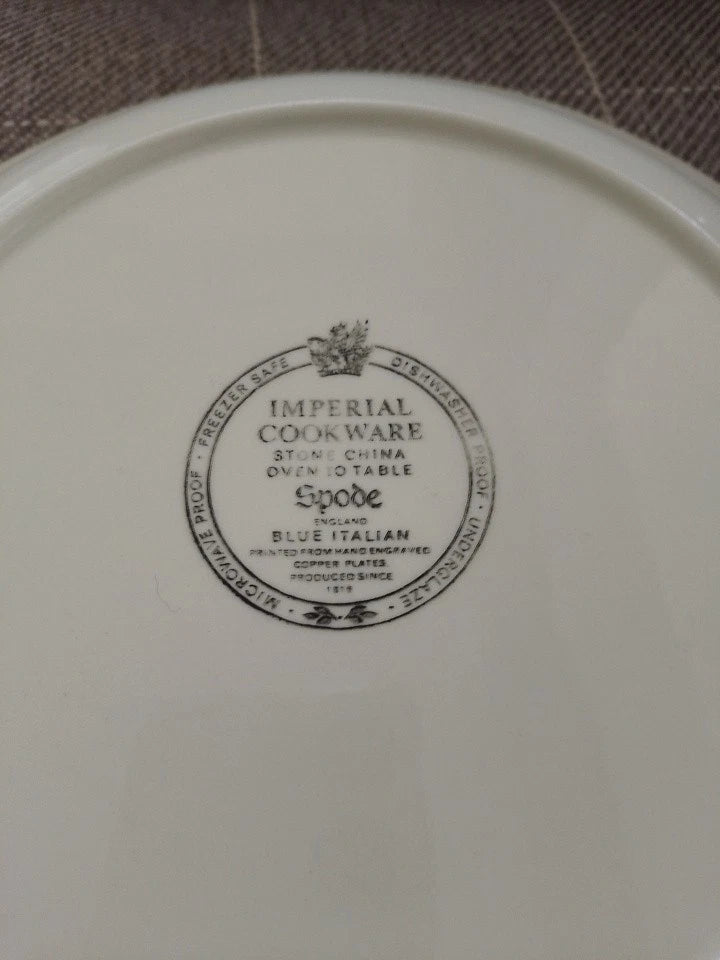 MICROWAVE PROOF · FREEZER SAFE
DISHWASHER PROOF · UNDERGLAZE ·
IMPERIAL
COOKWARE
STONE CHINA
OVEN TO TABLE
Spode
ENGLAND
BLUE ITALIAN
PRINTED FROM HAND ENGRAVED
COPPER PLATES
PRODUCED SINCE
1816